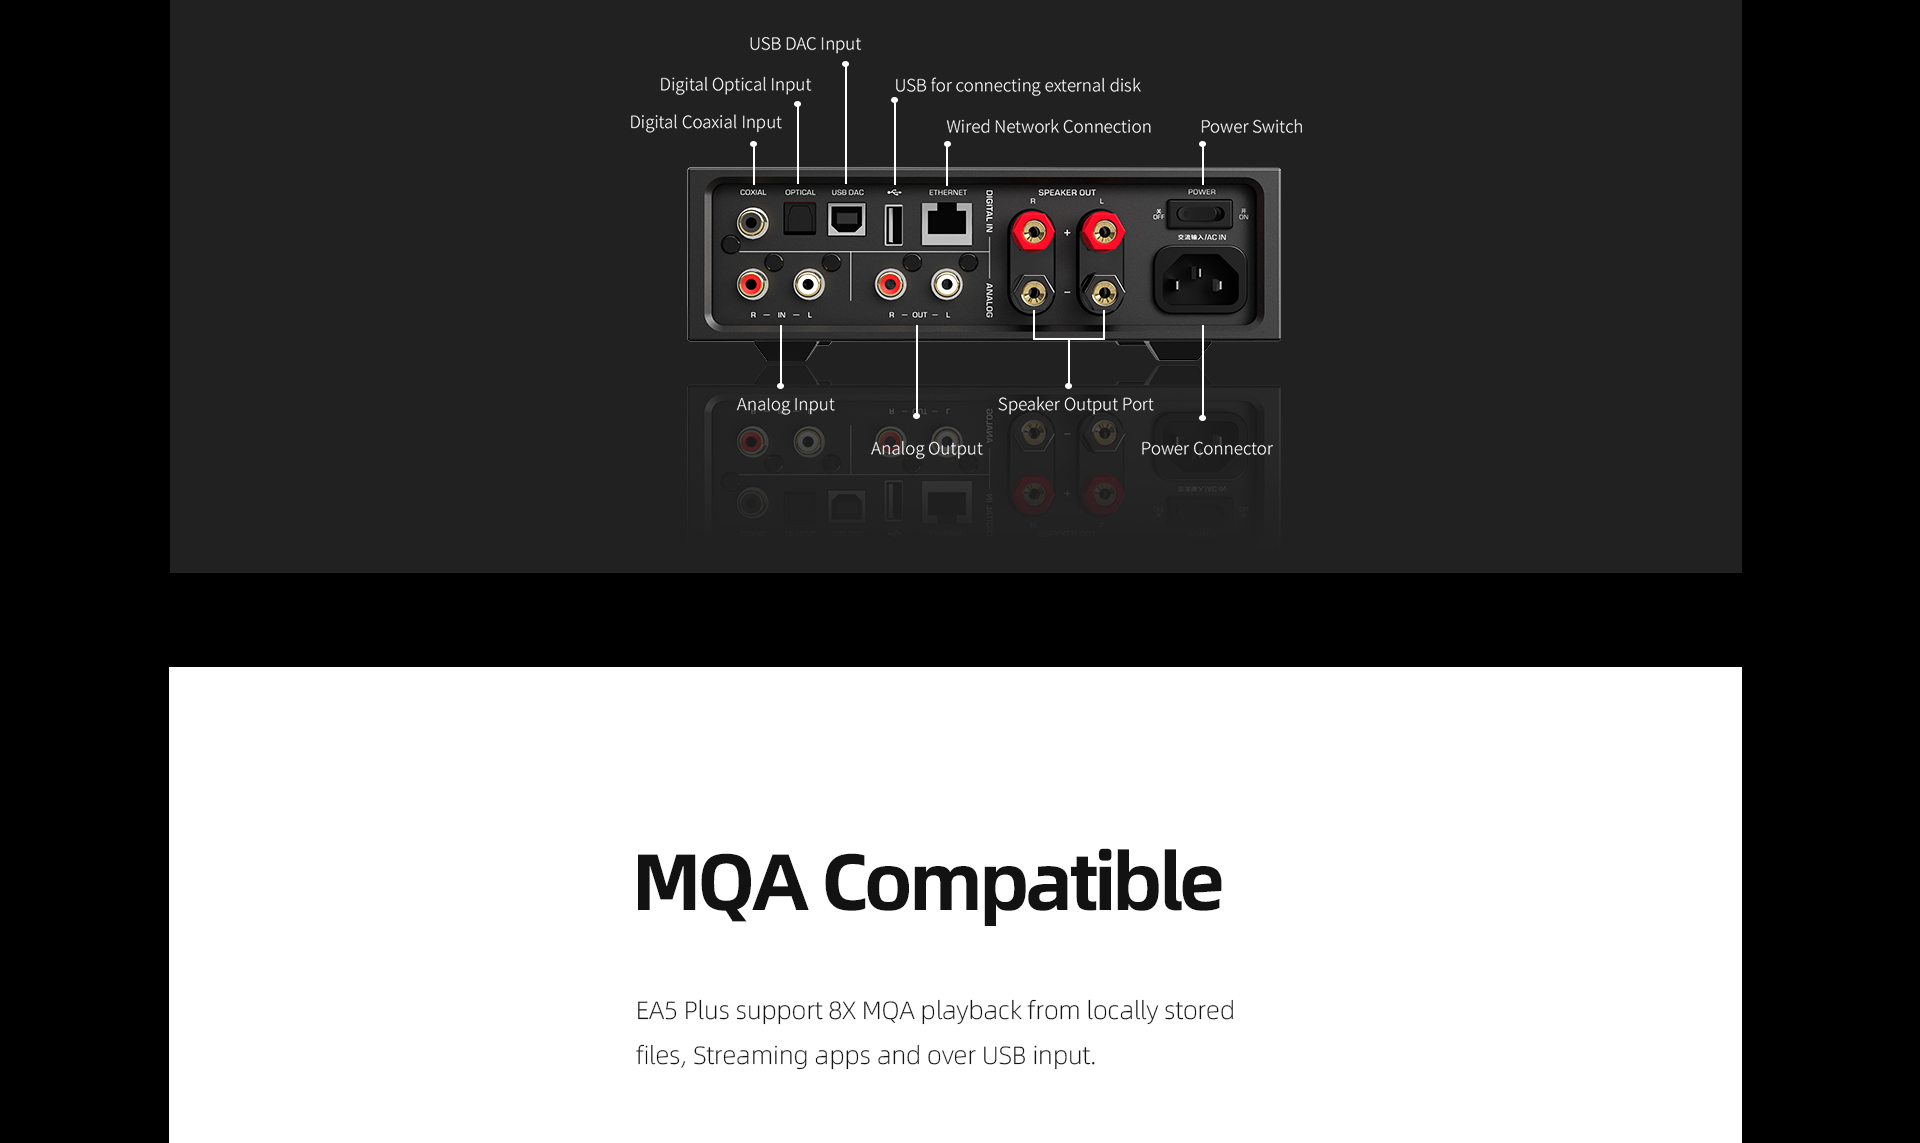 USB DAC Input
Digital Optical Input
USB for connecting external disk
Digital Coaxial Input
Wired Network Connection
Power Switch
COXIAL
OPTICAL
USB DAC
ETHERNET
DIGITAL IN
SPEAKER OUT
R
L
POWER
关
OFF
开
ON
+
交流输入/AC IN
−
ANALOG
R – IN – L
R – OUT – L
Analog Input
Speaker Output Port
Analog Output
Power Connector
MQA Compatible
EA5 Plus support 8X MQA playback from locally stored
files, Streaming apps and over USB input.